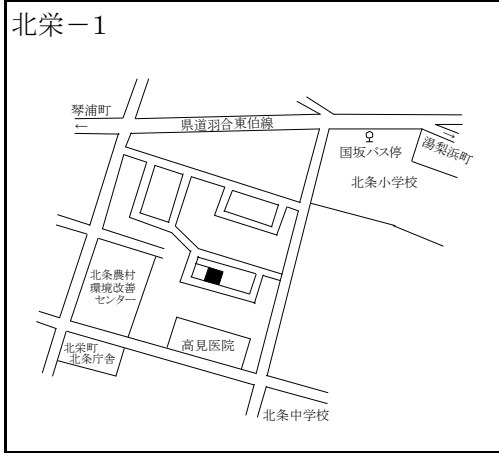 北栄－1
琴浦町
←
県道羽合東伯線
→
湯梨浜町
国坂バス停
北条小学校
北条農村
環境改善
センター
高見医院
北栄町
北条庁舎
北条中学校